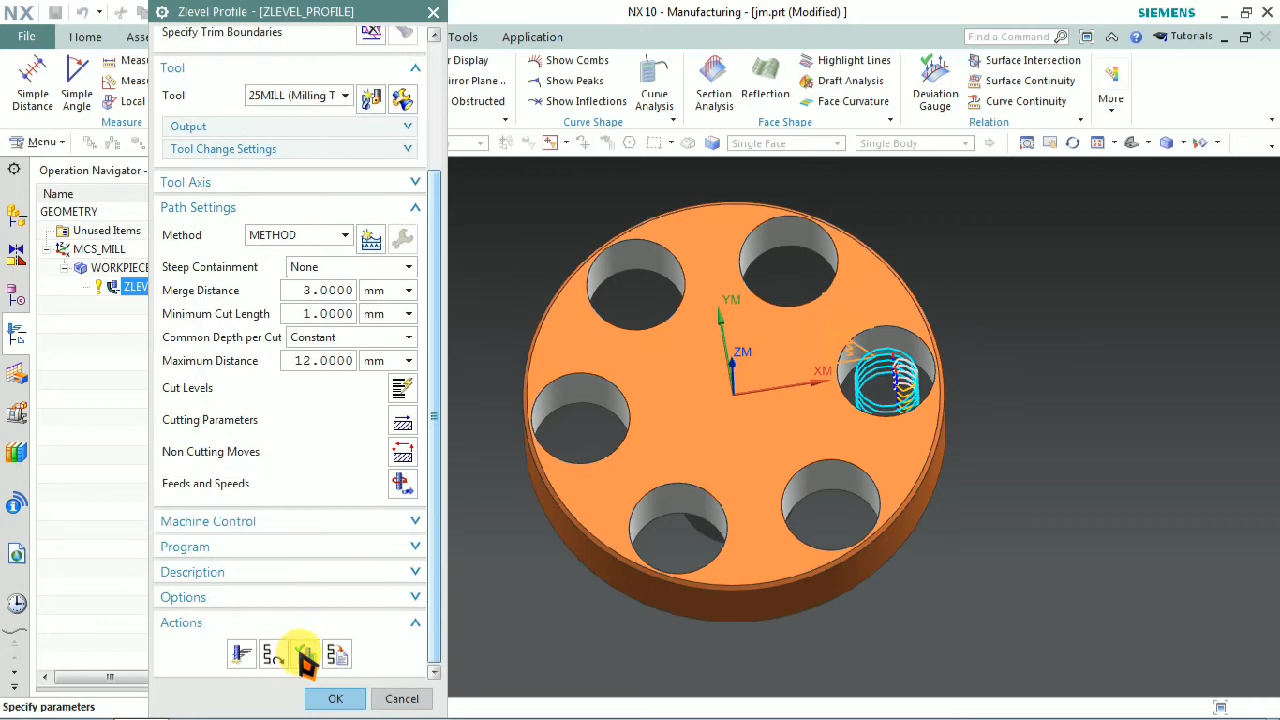 NX
Zlevel Profile - [ZLEVEL_PROFILE]
NX 10 - Manufacturing - [jm.prt (Modified) ]
SIEMENS
File
Home
Tools
Application
Find a Command
Tutorials
Specify Trim Boundaries
Tool
Tool
25MILL (Milling T
Output
Tool Change Settings
Tool Axis
Path Settings
Method
METHOD
Steep Containment
None
Merge Distance
3.0000
mm
Minimum Cut Length
1.0000
mm
Common Depth per Cut
Constant
Maximum Distance
12.0000
mm
Cut Levels
Cutting Parameters
Non Cutting Moves
Feeds and Speeds
Machine Control
Program
Description
Options
Actions
OK
Cancel
Simple
Distance
Simple
Angle
Local
Measure
Display
Obstructed
Show Combs
Show Peaks
Show Inflections
Curve
Analysis
Curve Shape
Section
Analysis
Reflection
Highlight Lines
Draft Analysis
Face Curvature
Face Shape
Deviation
Gauge
Surface Intersection
Surface Continuity
Curve Continuity
Relation
More
Menu
Single Face
Single Body
Operation Navigator -
Name
GEOMETRY
Unused Items
MCS_MILL
WORKPIECE
ZLEV
YM
ZM
XM
Specify parameters